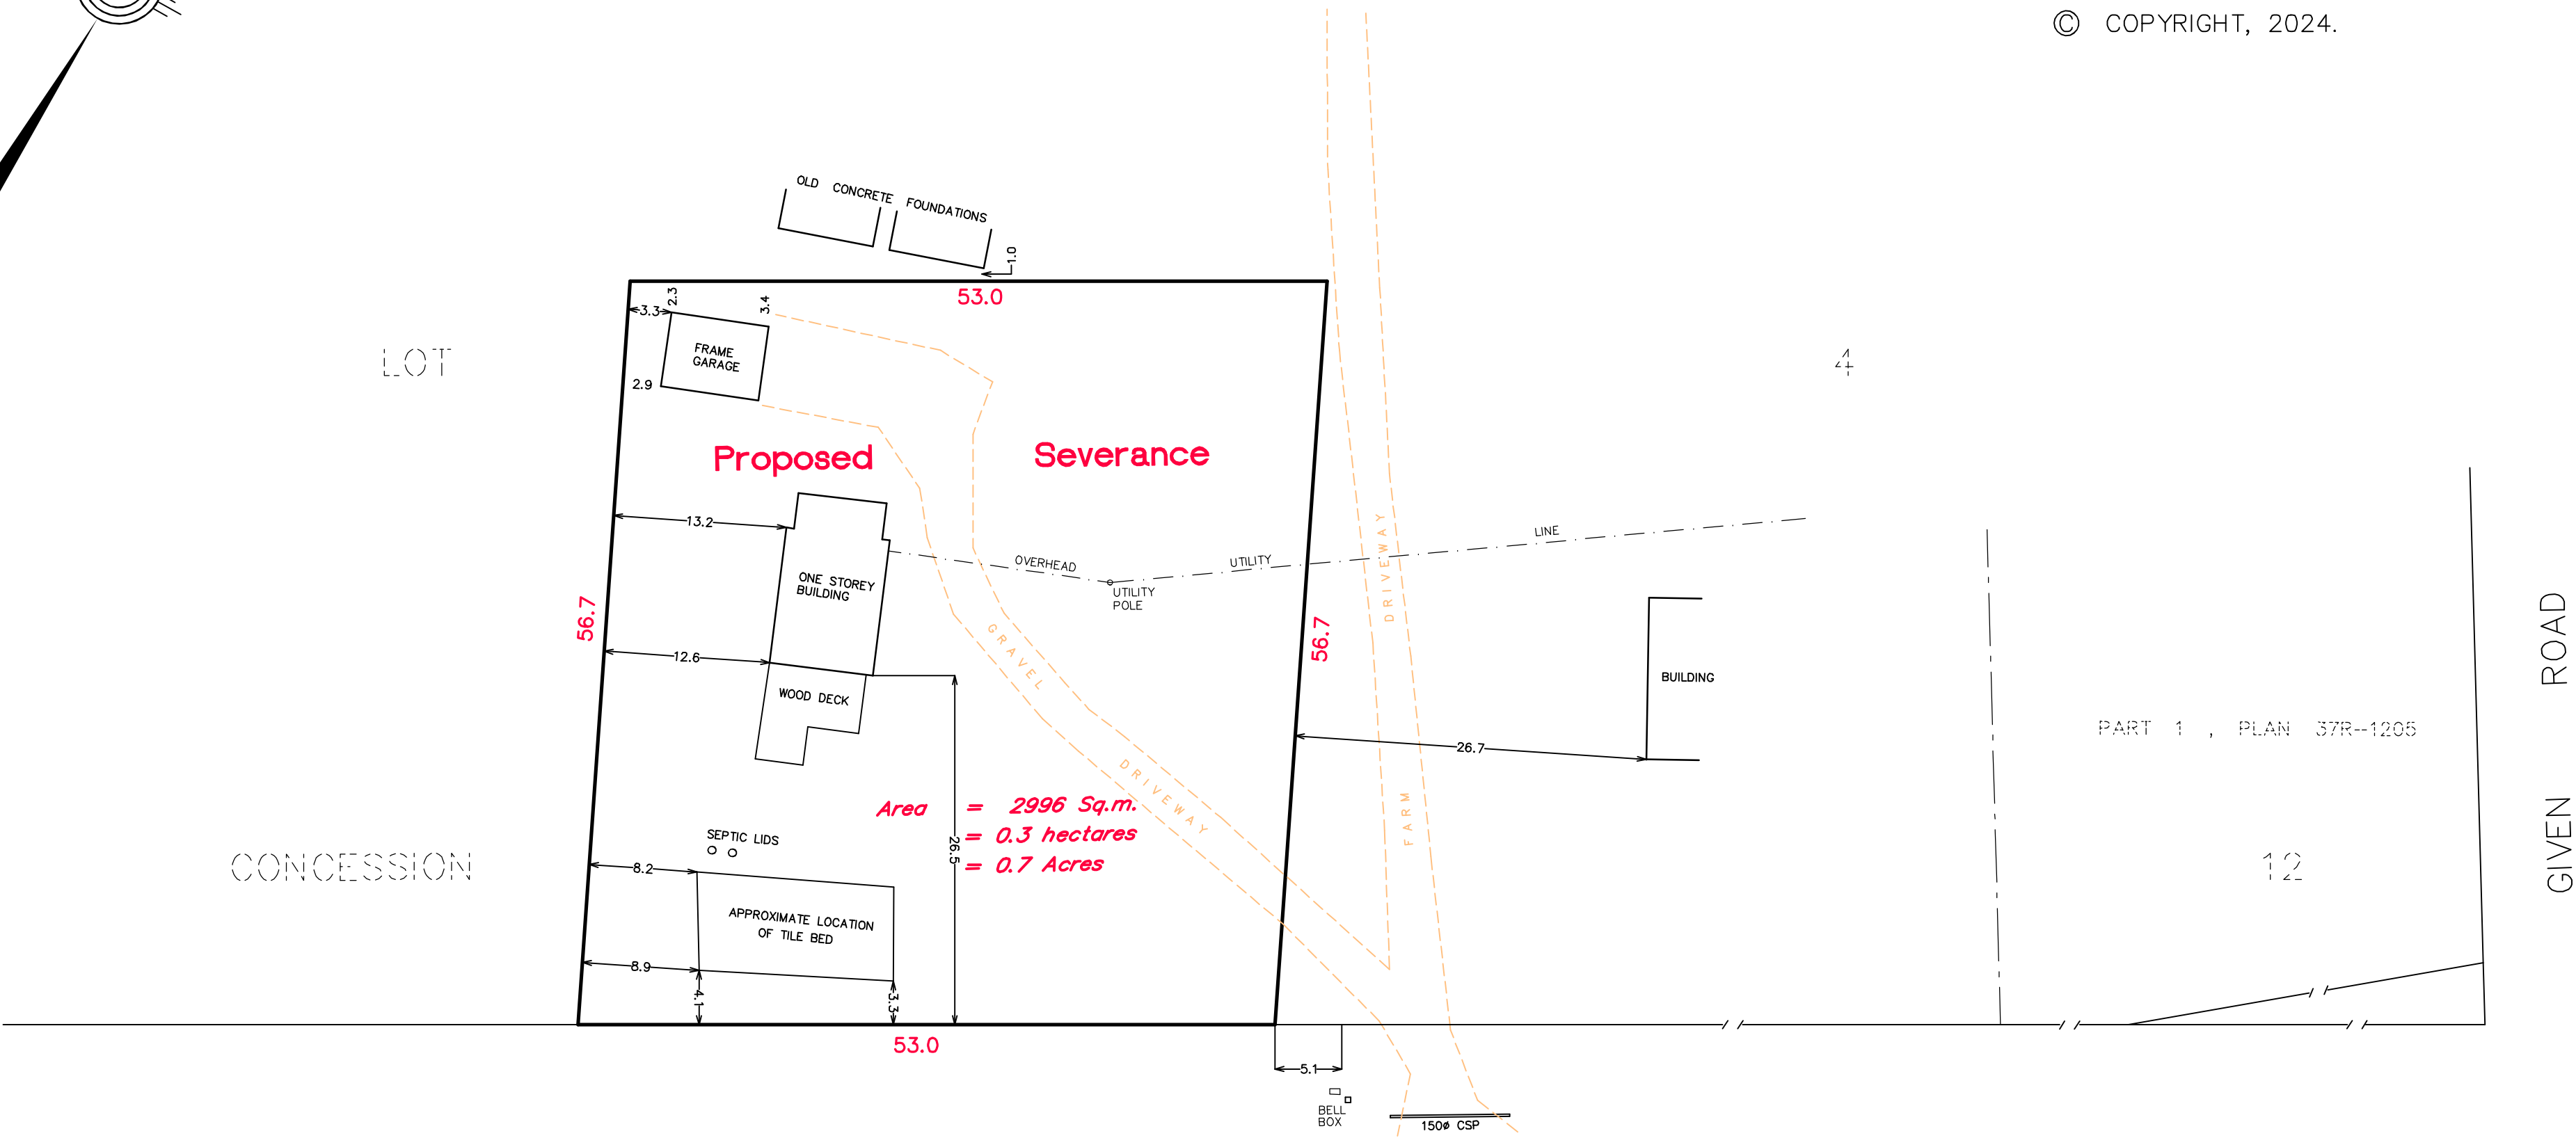 © COPYRIGHT, 2024.
OLD CONCRETE FOUNDATIONS
1.0
53.0
2.3
3.3
3.4
FRAME
GARAGE
2.9
LOT
4
Proposed Severance
13.2
LINE
OVERHEAD
UTILITY
UTILITY
POLE
ONE STOREY
BUILDING
DRIVEWAY
56.7
56.7
GRAVEL
12.6
WOOD DECK
BUILDING
26.7
ROAD
PART 1 , PLAN 37R--1205
DRIVEWAY
FARM
Area = 2996 Sq.m.
= 0.3 hectares
= 0.7 Acres
26.5
SEPTIC LIDS
8.2
CONCESSION
12
GIVEN
APPROXIMATE LOCATION
OF TILE BED
8.9
4.1
3.3
53.0
5.1
BELL
BOX
150ø CSP